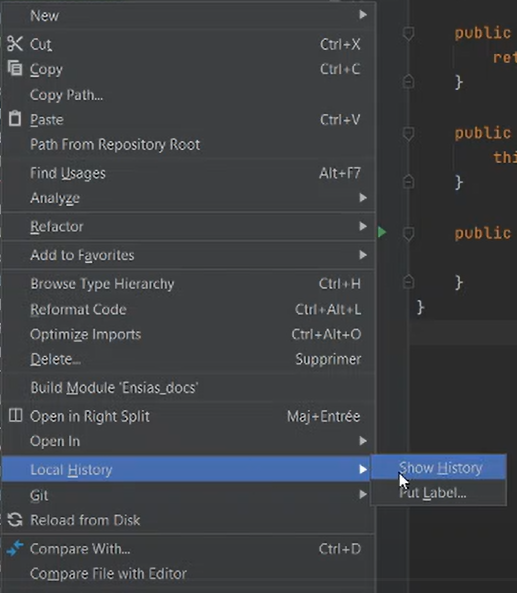 New
Cut Ctrl+X
Copy Ctrl+C
Copy Path...
Paste Ctrl+V
Path From Repository Root
Find Usages Alt+F7
Analyze
Refactor
Add to Favorites
Browse Type Hierarchy Ctrl+H
Reformat Code Ctrl+Alt+L
Optimize Imports Ctrl+Alt+O
Delete... Supprimer
Build Module 'Ensias_docs'
Open in Right Split Maj+Entrée
Open In
Local History
Show History
Put Label...
Git
Reload from Disk
Compare With... Ctrl+D
Compare File with Editor
public
ret
}
public
thi
}
public
}
}